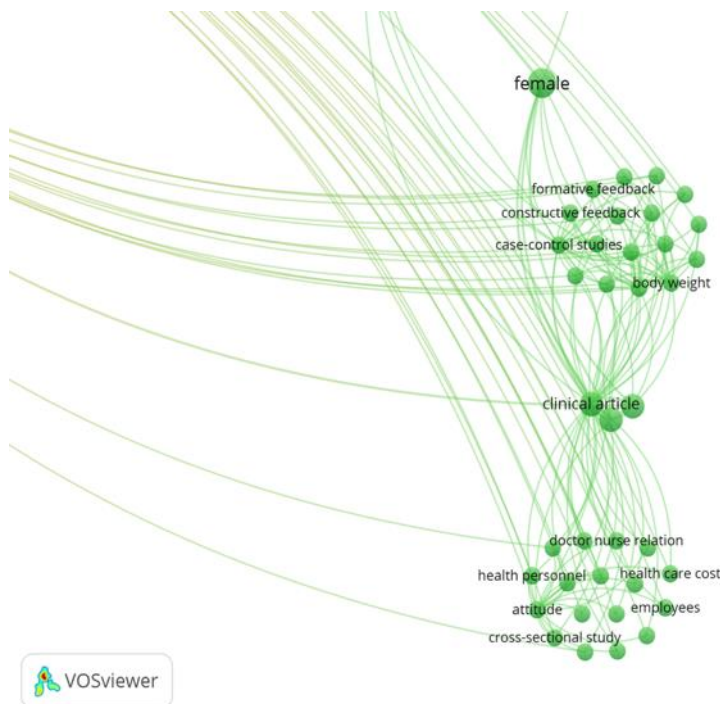 female
formative feedback
constructive feedback
case-control studies
body weight
clinical article
doctor nurse relation
health personnel
health care cost
attitude
employees
cross-sectional study
VOSviewer